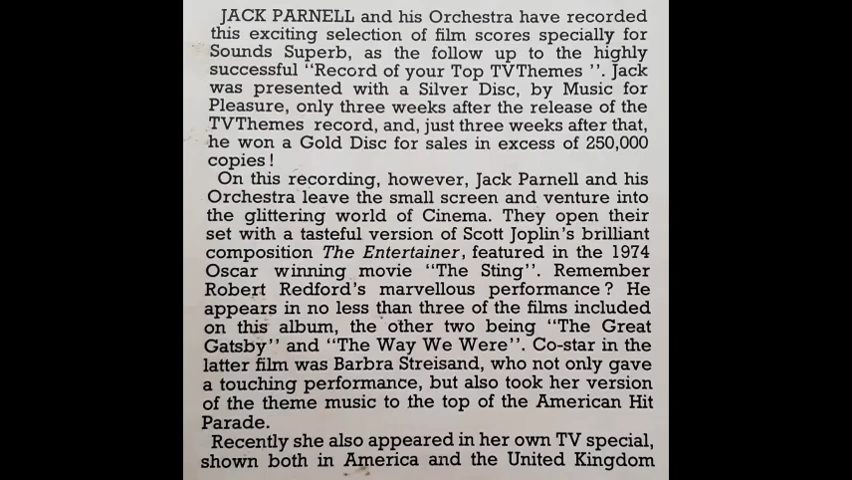 JACK PARNELL and his Orchestra have recorded
this exciting selection of film scores specially for
Sounds Superb, as the follow up to the highly
successful “Record of your Top TVThemes ”. Jack
was presented with a Silver Disc, by Music for
Pleasure, only three weeks after the release of the
TVThemes record, and, just three weeks after that,
he won a Gold Disc for sales in excess of 250,000
copies !
On this recording, however, Jack Parnell and his
Orchestra leave the small screen and venture into
the glittering world of Cinema. They open their
set with a tasteful version of Scott Joplin’s brilliant
composition The Entertainer, featured in the 1974
Oscar winning movie “The Sting”. Remember
Robert Redford’s marvellous performance ? He
appears in no less than three of the films included
on this album, the other two being “The Great
Gatsby” and “The Way We Were”. Co-star in the
latter film was Barbra Streisand, who not only gave
a touching performance, but also took her version
of the theme music to the top of the American Hit
Parade.
Recently she also appeared in her own TV special,
shown both in America and the United Kingdom